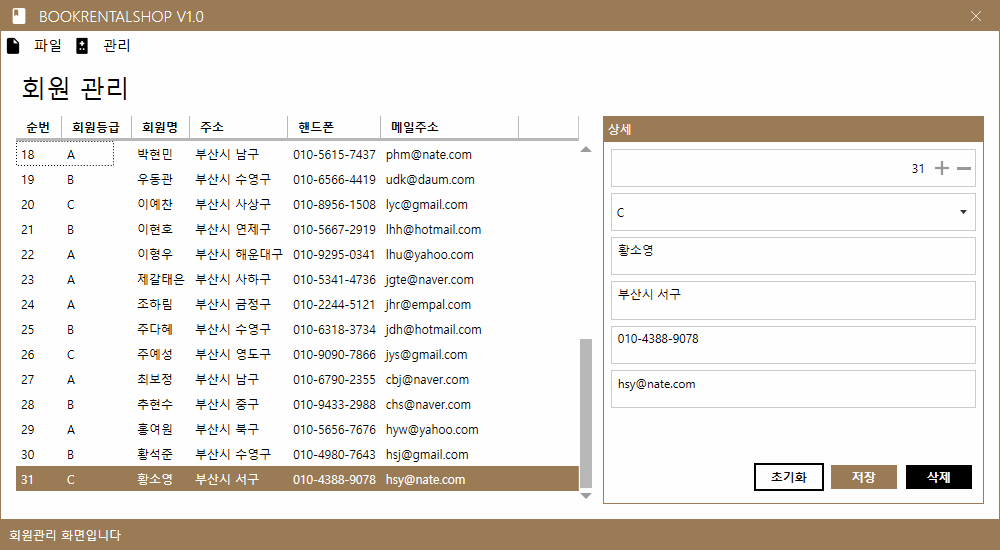 BOOKRENTALSHOP V1.0
파일 관리
회원 관리
순번 회원등급 회원명 주소 핸드폰 메일주소
18 A 박현민 부산시 남구 010-5615-7437 phm@nate.com
19 B 우동관 부산시 수영구 010-6566-4419 udk@daum.com
20 C 이예찬 부산시 사상구 010-8956-1508 lyc@gmail.com
21 B 이현호 부산시 연제구 010-5667-2919 lhh@hotmail.com
22 A 이형우 부산시 해운대구 010-9295-0341 lhu@yahoo.com
23 A 제갈태은 부산시 사하구 010-5341-4736 jgte@naver.com
24 A 조하림 부산시 금정구 010-2244-5121 jhr@empal.com
25 B 주다혜 부산시 수영구 010-6318-3734 jdh@hotmail.com
26 C 주예성 부산시 영도구 010-9090-7866 jys@gmail.com
27 A 최보정 부산시 남구 010-6790-2355 cbj@naver.com
28 B 추현수 부산시 중구 010-9433-2988 chs@naver.com
29 A 홍여원 부산시 북구 010-5656-7676 hyw@yahoo.com
30 B 황석준 부산시 수영구 010-4980-7643 hsj@gmail.com
31 C 황소영 부산시 서구 010-4388-9078 hsy@nate.com
상세
31
C
황소영
부산시 서구
010-4388-9078
hsy@nate.com
초기화 저장 삭제
회원관리 화면입니다